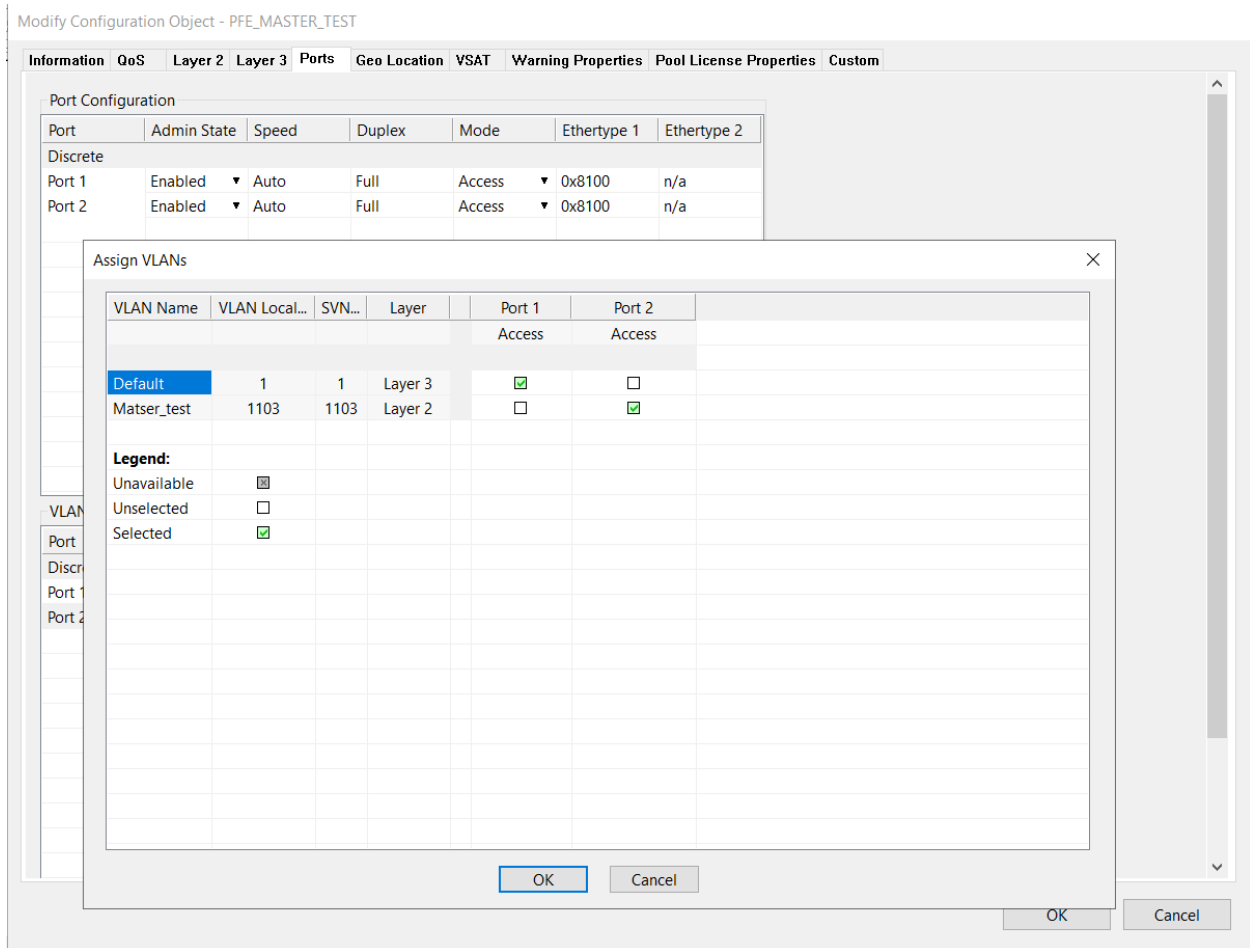 Modify Configuration Object - PFE_MASTER_TEST
Information QoS Layer 2 Layer 3 Ports Geo Location VSAT Warning Properties Pool License Properties Custom
Port Configuration
Port Admin State Speed Duplex Mode Ethertype 1 Ethertype 2
Discrete
Port 1 Enabled Auto Full Access 0x8100 n/a
Port 2 Enabled Auto Full Access 0x8100 n/a
Assign VLANs
VLAN Name VLAN Local... SVN... Layer Port 1 Port 2
Access Access
Default 1 1 Layer 3
Matser_test 1103 1103 Layer 2
Legend:
Unavailable
Unselected
Selected
VLAN
Port
Discr
Port 1
Port 2
OK Cancel
OK Cancel